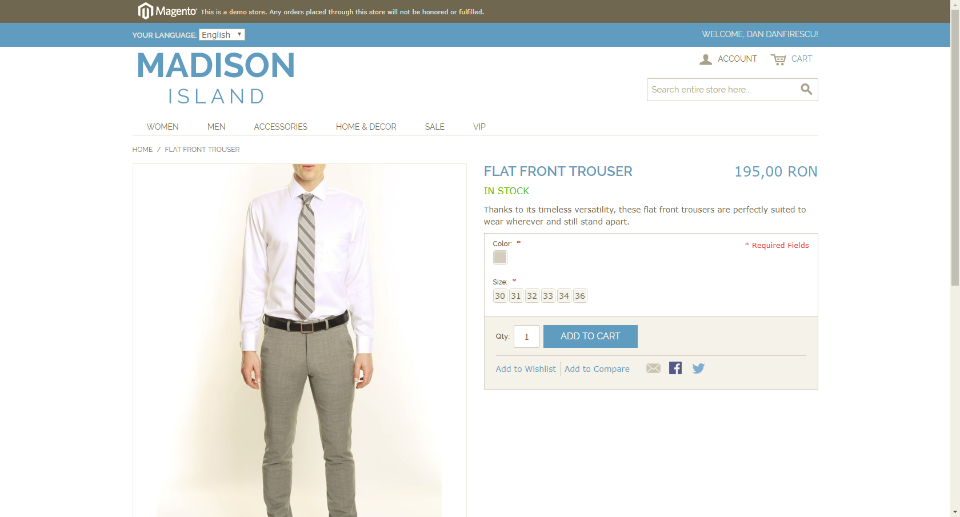 Magento This is a demo store. Any orders placed through this store will not be honored or fulfilled.
YOUR LANGUAGE: English WELCOME, DAN DANFIRESCU!
MADISON
ISLAND
ACCOUNT CART
Search entire store here...
WOMEN MEN ACCESSORIES HOME & DECOR SALE VIP
HOME / FLAT FRONT TROUSER
FLAT FRONT TROUSER 195,00 RON
IN STOCK
Thanks to its timeless versatility, these flat front trousers are perfectly suited to
wear wherever and still stand apart.
Color: * * Required Fields
Size: *
30 31 32 33 34 36
Qty: 1 ADD TO CART
Add to Wishlist Add to Compare